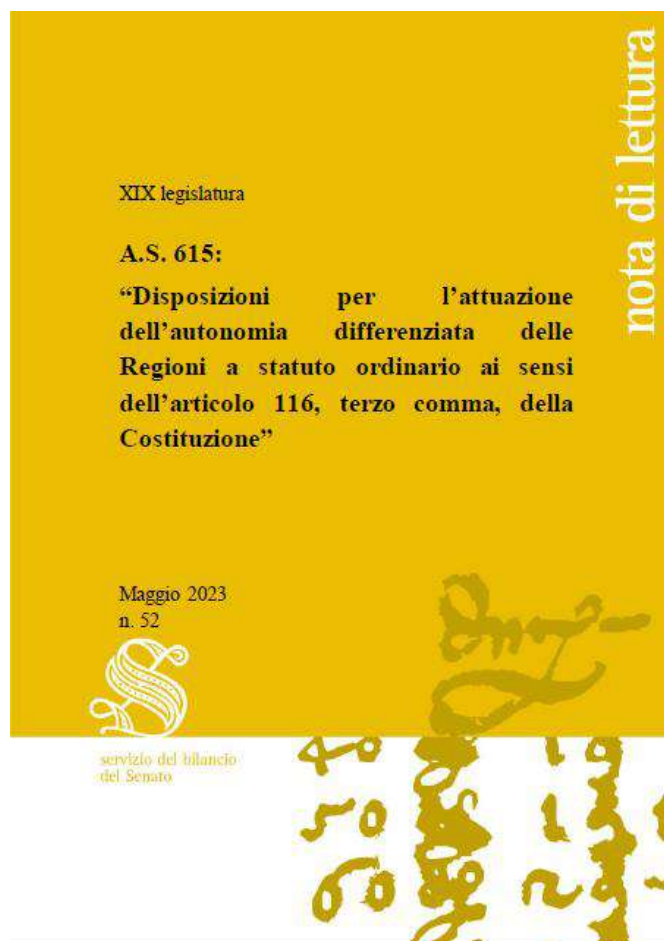 nota di lettura
XIX legislatura
A.S. 615:
“Disposizioni per l’attuazione
dell’autonomia differenziata delle
Regioni a statuto ordinario ai sensi
dell’articolo 116, terzo comma, della
Costituzione”
Maggio 2023
n. 52
servizio del bilancio
del Senato